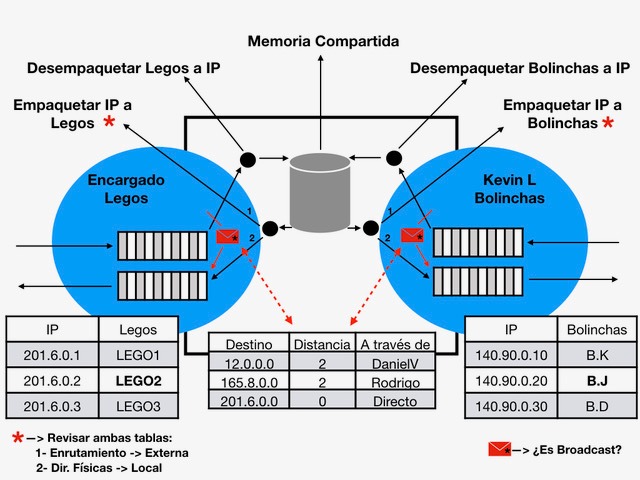 Memoria Compartida
Desempaquetar Legos a IP
Desempaquetar Bolinchas a IP
Empaquetar IP a
Legos *
Empaquetar IP a
Bolinchas *
Encargado
Legos
Kevin L
Bolinchas
1
2
*
1
2
*
IP Legos
201.6.0.1 LEGO1
201.6.0.2 LEGO2
201.6.0.3 LEGO3
Destino Distancia A través de
12.0.0.0 2 DanielV
165.8.0.0 2 Rodrigo
201.6.0.0 0 Directo
IP Bolinchas
140.90.0.10 B.K
140.90.0.20 B.J
140.90.0.30 B.D
* —> Revisar ambas tablas:
1- Enrutamiento -> Externa
2- Dir. Físicas -> Local
* —> ¿Es Broadcast?